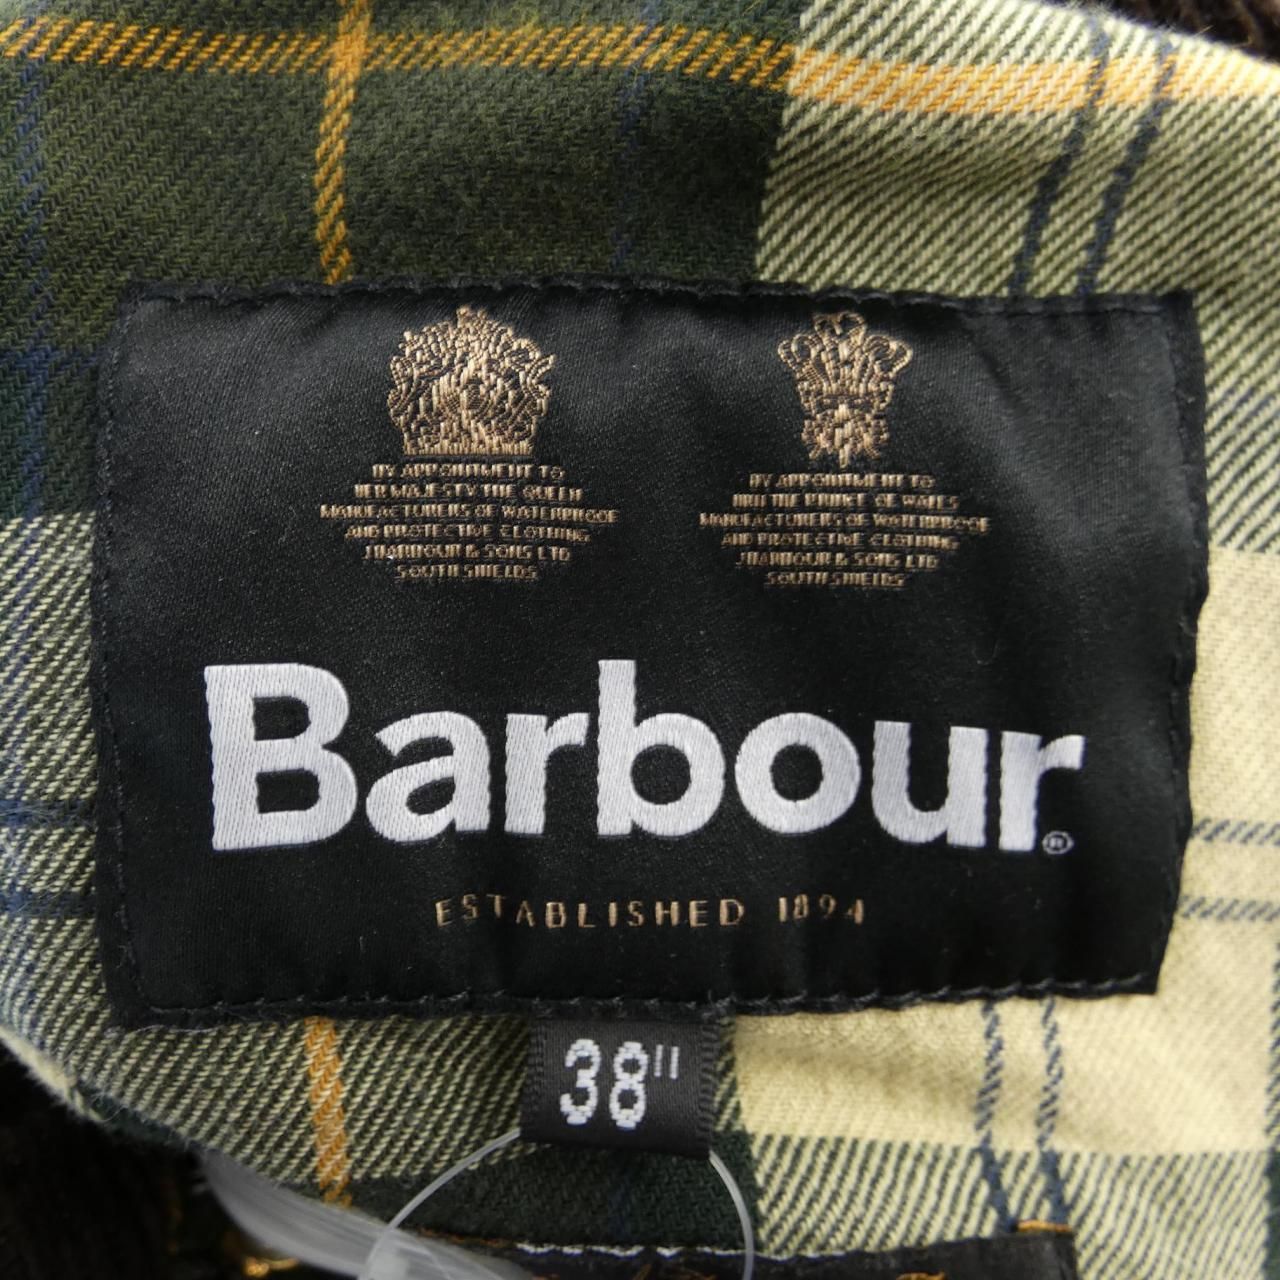 BY APPOINTMENT TO
HER MAJESTY THE QUEEN
MANUFACTURERS OF WATERPROOF
AND PROTECTIVE CLOTHING
J BARBOUR & SONS LTD
SOUTH SHIELDS
BY APPOINTMENT TO
HRH THE PRINCE OF WALES
MANUFACTURERS OF WATERPROOF
AND PROTECTIVE CLOTHING
J BARBOUR & SONS LTD
SOUTH SHIELDS
Barbour®
ESTABLISHED 1894
38"